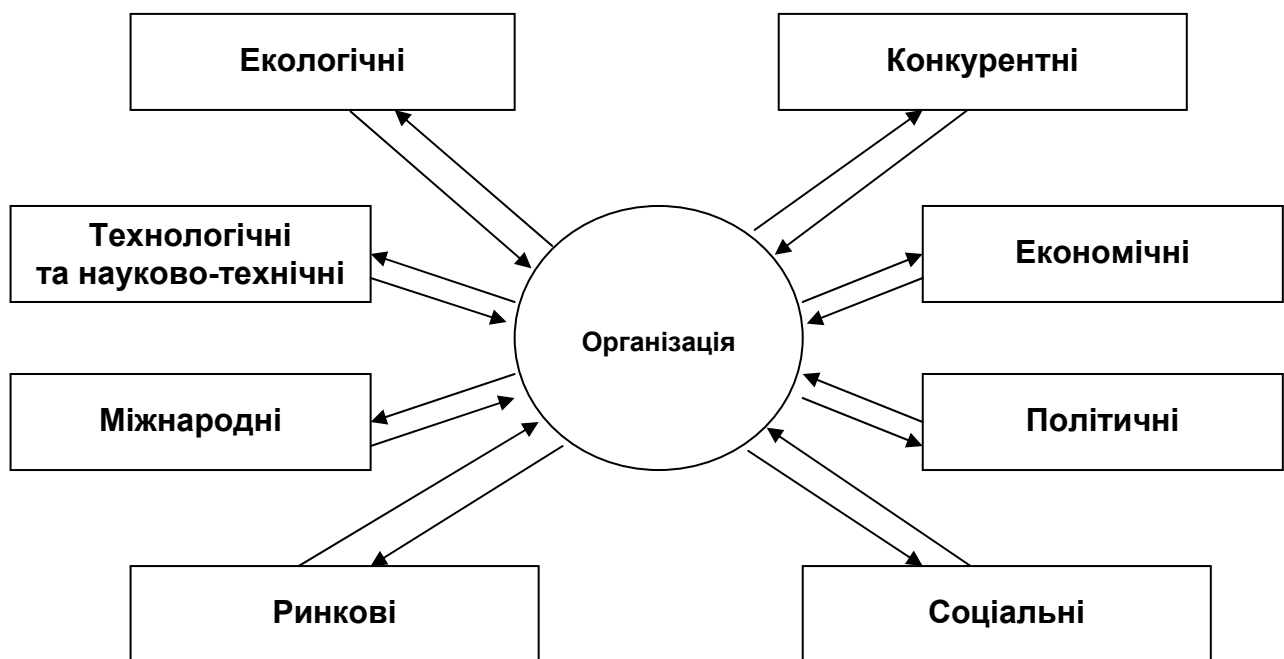 Екологічні
Конкурентні
Технологічні
та науково-технічні
Економічні
Організація
Міжнародні
Політичні
Ринкові
Соціальні